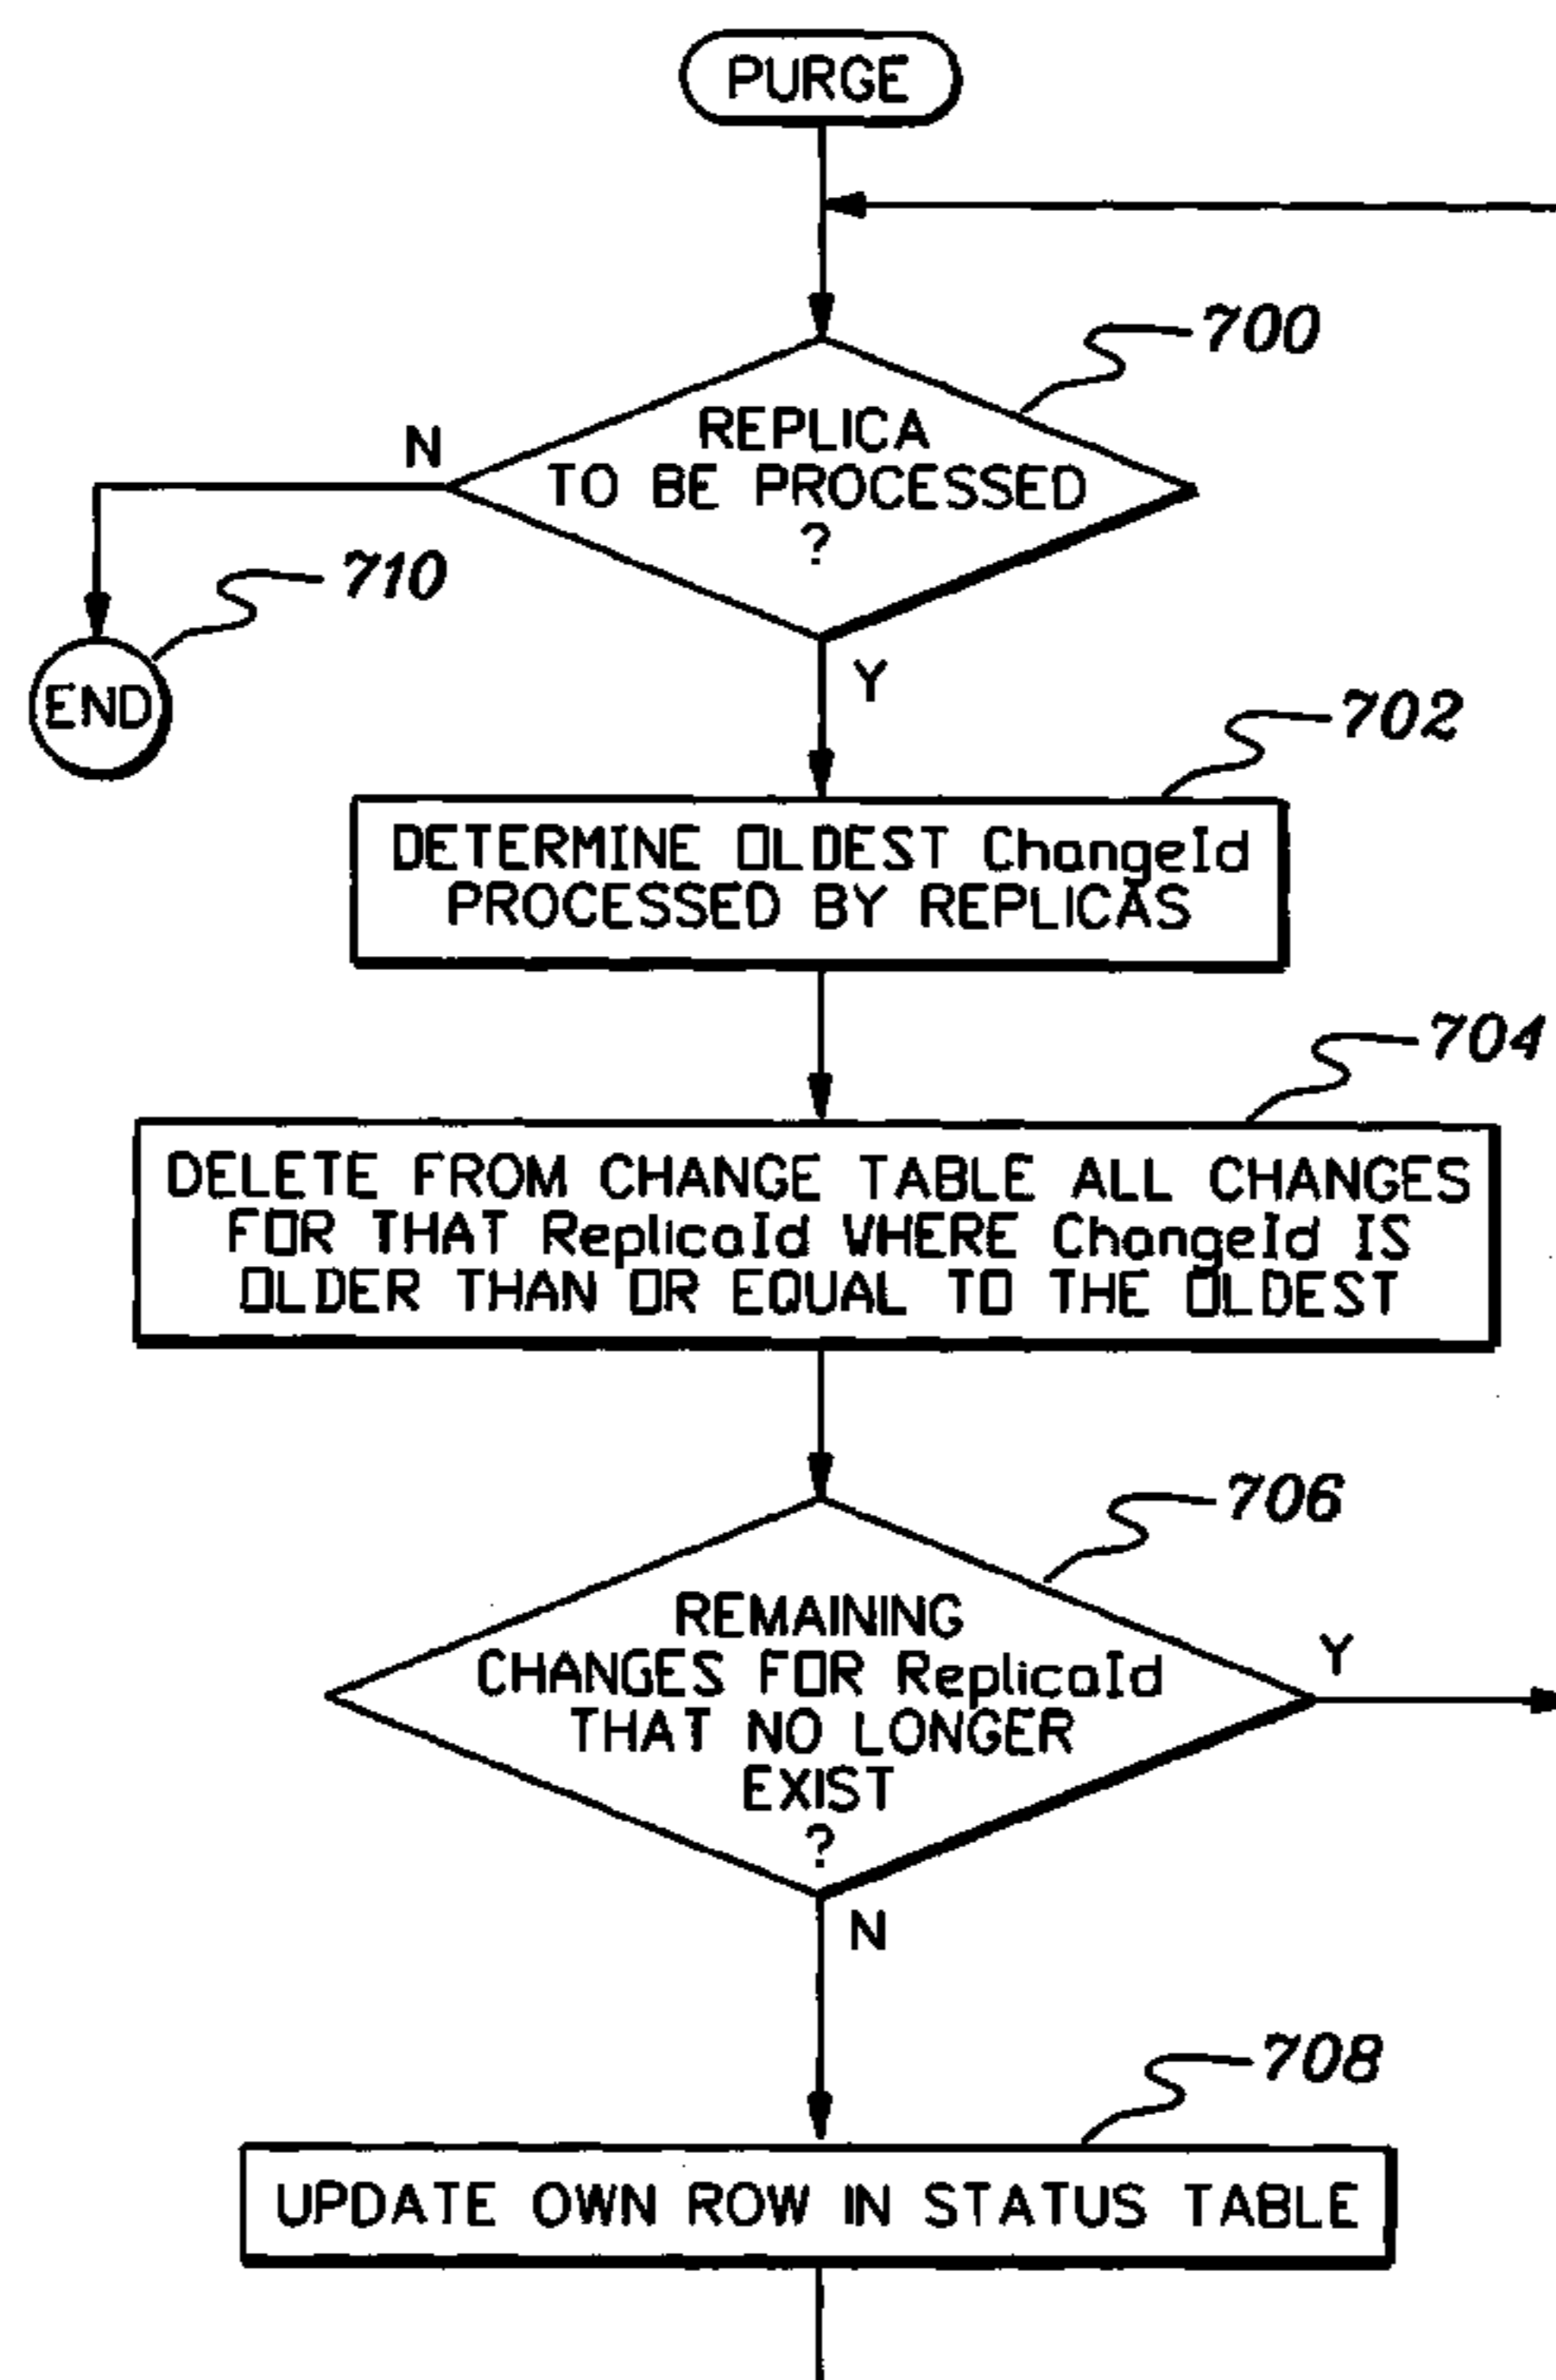 PURGE
700
REPLICA
TO BE PROCESSED
?
N
710
END
Y
702
DETERMINE OLDEST ChangeId
PROCESSED BY REPLICAS
704
DELETE FROM CHANGE TABLE ALL CHANGES
FOR THAT ReplicaId WHERE ChangeId IS
OLDER THAN OR EQUAL TO THE OLDEST
706
REMAINING
CHANGES FOR ReplicaId
THAT NO LONGER
EXIST
?
Y
N
708
UPDATE OWN ROW IN STATUS TABLE